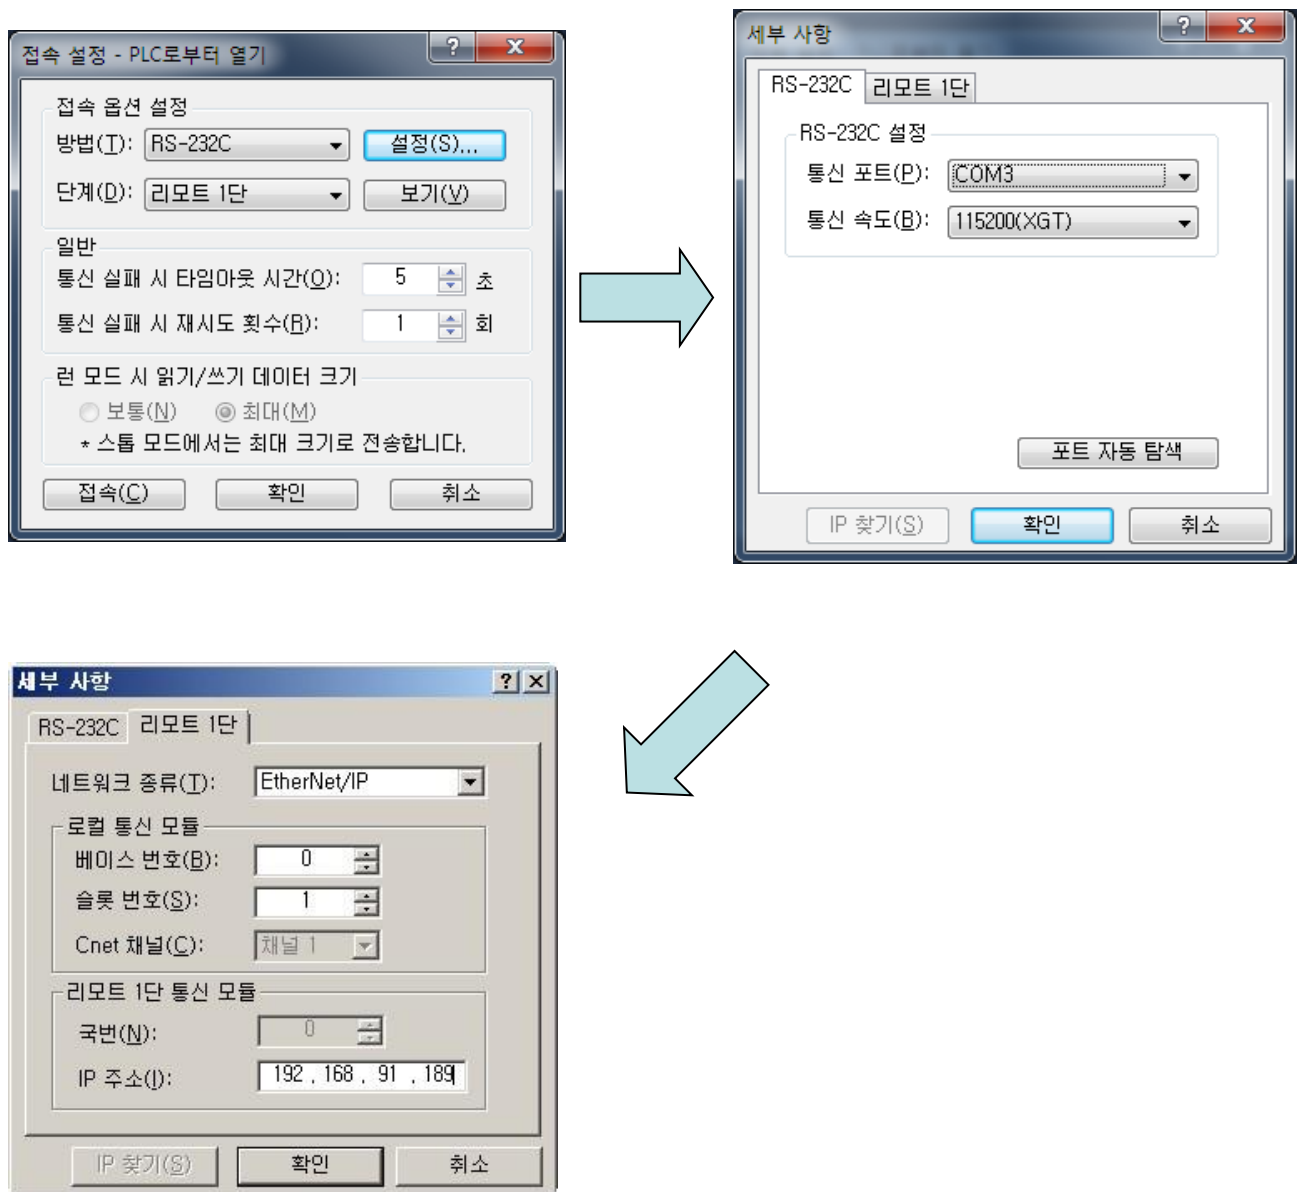 접속 설정 - PLC로부터 열기
접속 옵션 설정
방법(T): RS-232C 설정(S)...
단계(D): 리모트 1단 보기(V)
일반
통신 실패 시 타임아웃 시간(O): 5 초
통신 실패 시 재시도 횟수(R): 1 회
런 모드 시 읽기/쓰기 데이터 크기
보통(N) 최대(M)
* 스톱 모드에서는 최대 크기로 전송합니다.
접속(C) 확인 취소
세부 사항
RS-232C 리모트 1단
RS-232C 설정
통신 포트(P): COM3
통신 속도(B): 115200(XGT)
포트 자동 탐색
IP 찾기(S) 확인 취소
세부 사항
RS-232C 리모트 1단
네트워크 종류(T): EtherNet/IP
로컬 통신 모듈
베이스 번호(B): 0
슬롯 번호(S): 1
Cnet 채널(C): 채널 1
리모트 1단 통신 모듈
국번(N): 0
IP 주소(I): 192 . 168 . 91 . 189
IP 찾기(S) 확인 취소